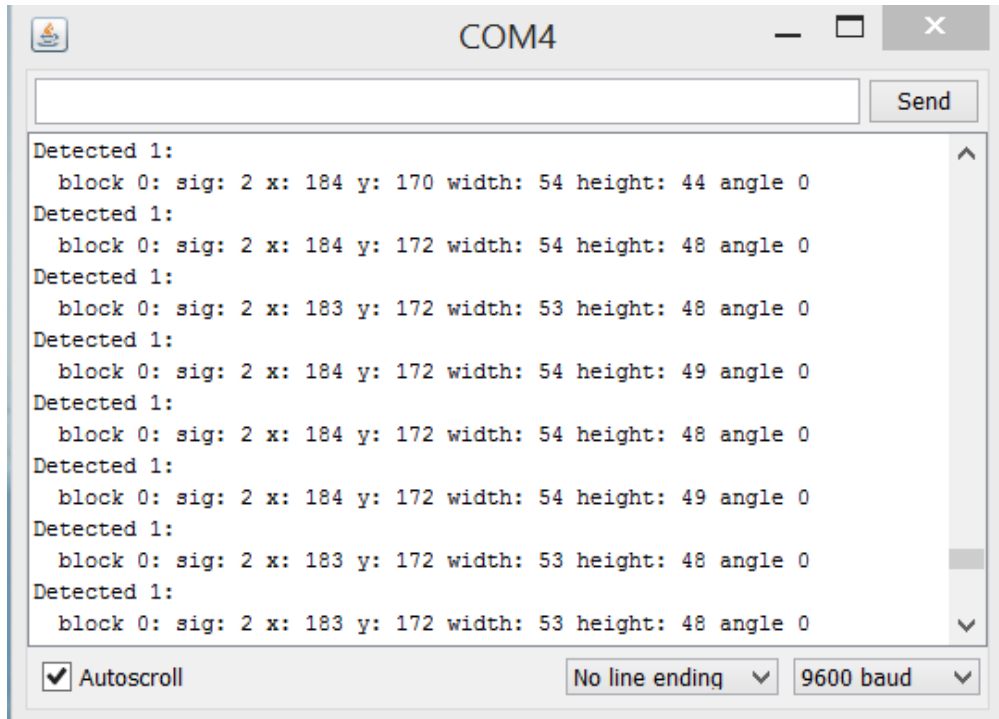 COM4
Send
Detected 1:
  block 0: sig: 2 x: 184 y: 170 width: 54 height: 44 angle 0
Detected 1:
  block 0: sig: 2 x: 184 y: 172 width: 54 height: 48 angle 0
Detected 1:
  block 0: sig: 2 x: 183 y: 172 width: 53 height: 48 angle 0
Detected 1:
  block 0: sig: 2 x: 184 y: 172 width: 54 height: 49 angle 0
Detected 1:
  block 0: sig: 2 x: 184 y: 172 width: 54 height: 48 angle 0
Detected 1:
  block 0: sig: 2 x: 184 y: 172 width: 54 height: 49 angle 0
Detected 1:
  block 0: sig: 2 x: 183 y: 172 width: 53 height: 48 angle 0
Detected 1:
  block 0: sig: 2 x: 183 y: 172 width: 53 height: 48 angle 0
Autoscroll No line ending 9600 baud